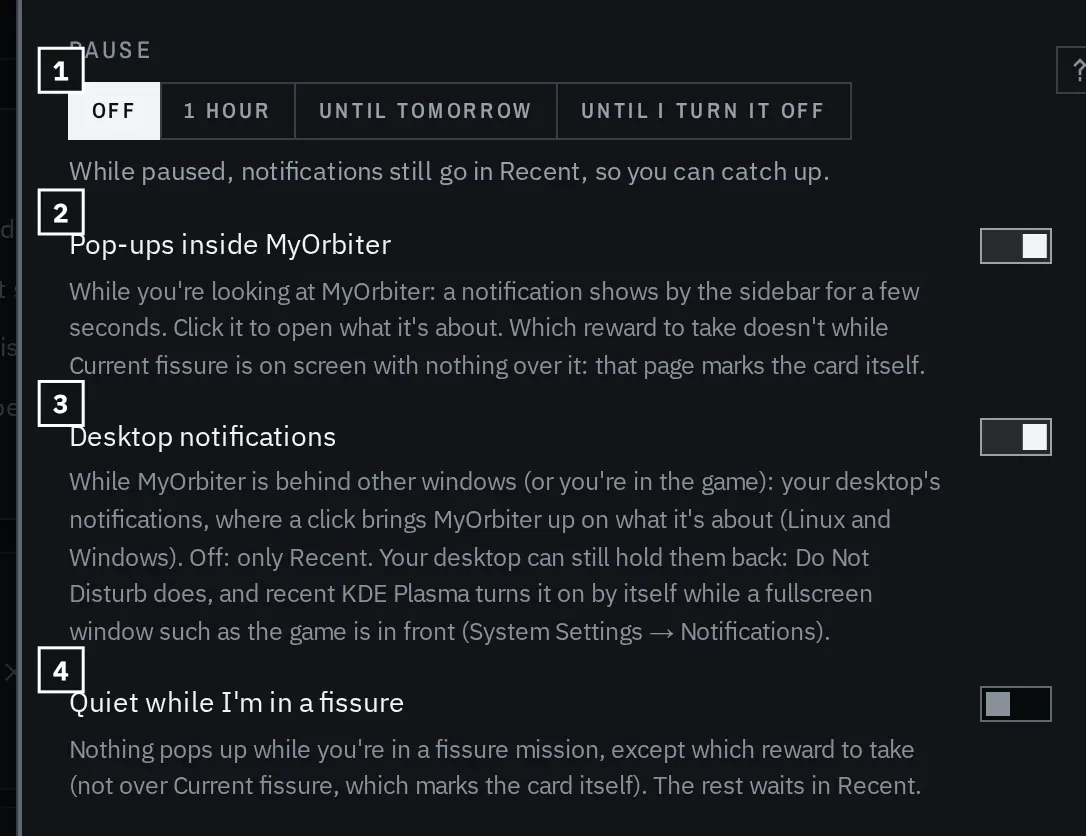 PAUSE
1
?
OFF
1 HOUR
UNTIL TOMORROW
UNTIL I TURN IT OFF
While paused, notifications still go in Recent, so you can catch up.
2
Pop-ups inside MyOrbiter
While you're looking at MyOrbiter: a notification shows by the sidebar for a few
seconds. Click it to open what it's about. Which reward to take doesn't while
Current fissure is on screen with nothing over it: that page marks the card itself.
3
Desktop notifications
While MyOrbiter is behind other windows (or you're in the game): your desktop's
notifications, where a click brings MyOrbiter up on what it's about (Linux and
Windows). Off: only Recent. Your desktop can still hold them back: Do Not
Disturb does, and recent KDE Plasma turns it on by itself while a fullscreen
window such as the game is in front (System Settings → Notifications).
4
Quiet while I'm in a fissure
Nothing pops up while you're in a fissure mission, except which reward to take
(not over Current fissure, which marks the card itself). The rest waits in Recent.